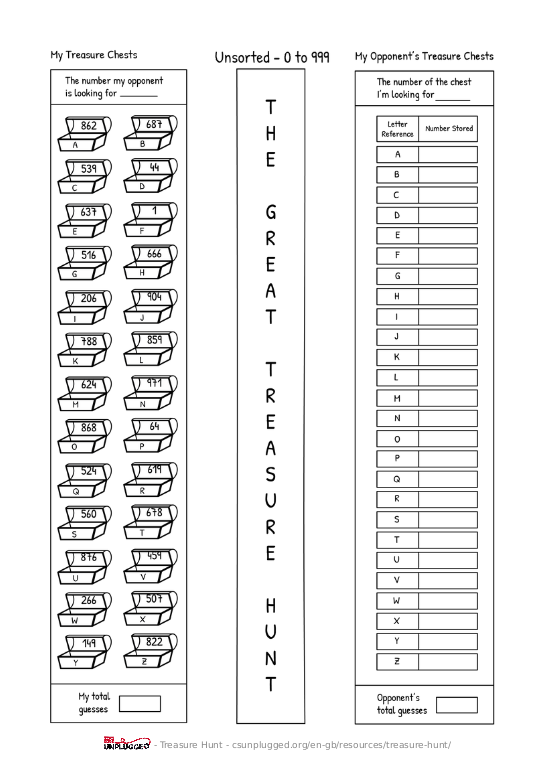 My Treasure Chests
The number my opponent
is looking for ________
862
687
A
B
539
44
C
D
637
1
E
F
516
666
G
H
206
904
I
J
788
859
K
L
624
971
M
N
868
64
O
P
524
619
Q
R
560
678
S
T
876
459
U
V
266
507
W
X
149
822
Y
Z
My total
guesses
Unsorted - 0 to 999
THE GREAT TREASURE HUNT
My Opponent's Treasure Chests
The number of the chest
I'm looking for _______
Letter
Reference
Number Stored
A
B
C
D
E
F
G
H
I
J
K
L
M
N
O
P
Q
R
S
T
U
V
W
X
Y
Z
Opponent's
total guesses
UNPLUGGED - Treasure Hunt - csunplugged.org/en-gb/resources/treasure-hunt/